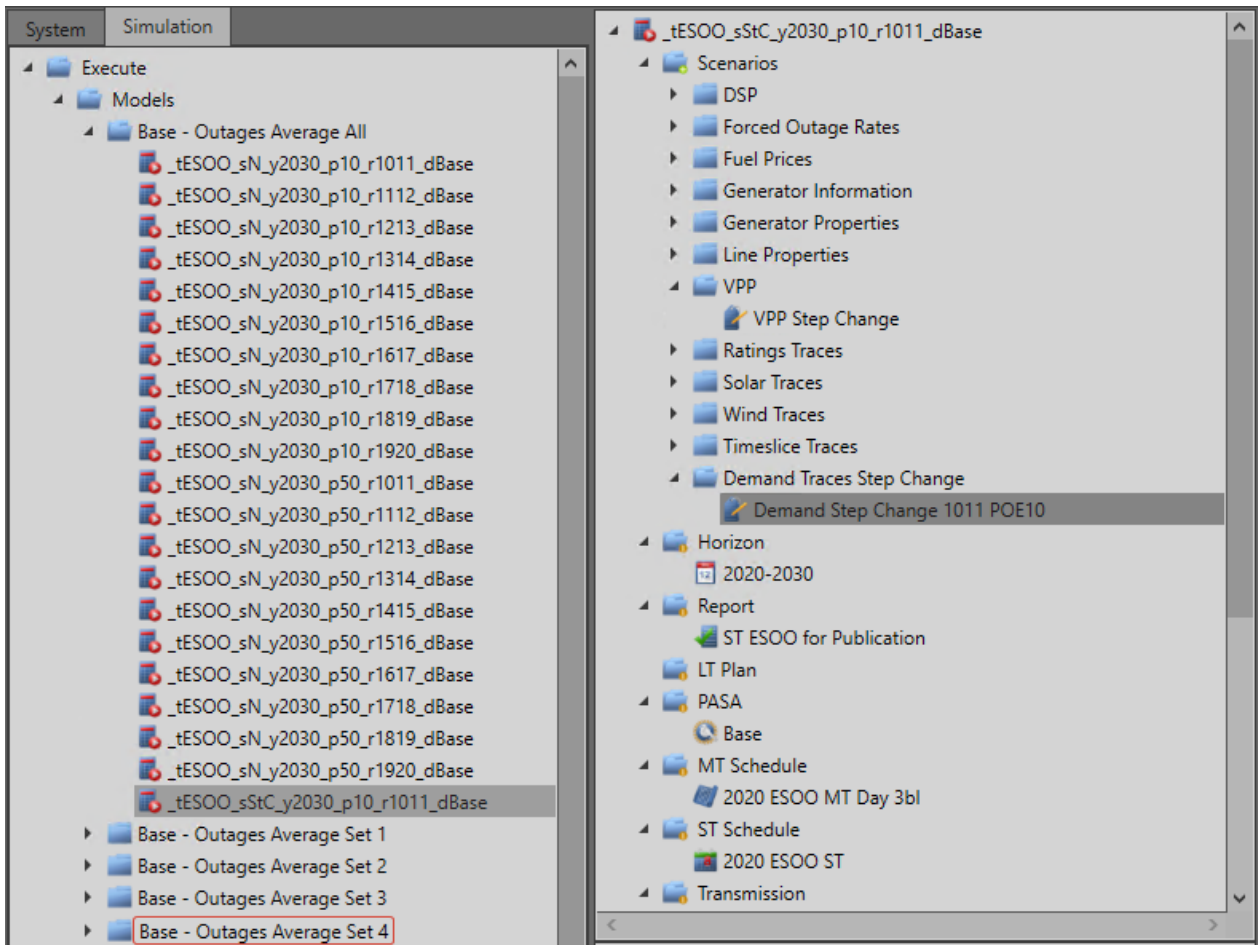 System
Simulation
Execute
Models
Base - Outages Average All
_tESOO_sN_y2030_p10_r1011_dBase
_tESOO_sN_y2030_p10_r1112_dBase
_tESOO_sN_y2030_p10_r1213_dBase
_tESOO_sN_y2030_p10_r1314_dBase
_tESOO_sN_y2030_p10_r1415_dBase
_tESOO_sN_y2030_p10_r1516_dBase
_tESOO_sN_y2030_p10_r1617_dBase
_tESOO_sN_y2030_p10_r1718_dBase
_tESOO_sN_y2030_p10_r1819_dBase
_tESOO_sN_y2030_p10_r1920_dBase
_tESOO_sN_y2030_p50_r1011_dBase
_tESOO_sN_y2030_p50_r1112_dBase
_tESOO_sN_y2030_p50_r1213_dBase
_tESOO_sN_y2030_p50_r1314_dBase
_tESOO_sN_y2030_p50_r1415_dBase
_tESOO_sN_y2030_p50_r1516_dBase
_tESOO_sN_y2030_p50_r1617_dBase
_tESOO_sN_y2030_p50_r1718_dBase
_tESOO_sN_y2030_p50_r1819_dBase
_tESOO_sN_y2030_p50_r1920_dBase
_tESOO_sStC_y2030_p10_r1011_dBase
Base - Outages Average Set 1
Base - Outages Average Set 2
Base - Outages Average Set 3
Base - Outages Average Set 4
_tESOO_sStC_y2030_p10_r1011_dBase
Scenarios
DSP
Forced Outage Rates
Fuel Prices
Generator Information
Generator Properties
Line Properties
VPP
VPP Step Change
Ratings Traces
Solar Traces
Wind Traces
Timeslice Traces
Demand Traces Step Change
Demand Step Change 1011 POE10
Horizon
12
2020-2030
Report
ST ESOO for Publication
LT Plan
PASA
Base
MT Schedule
2020 ESOO MT Day 3bl
ST Schedule
2020 ESOO ST
Transmission